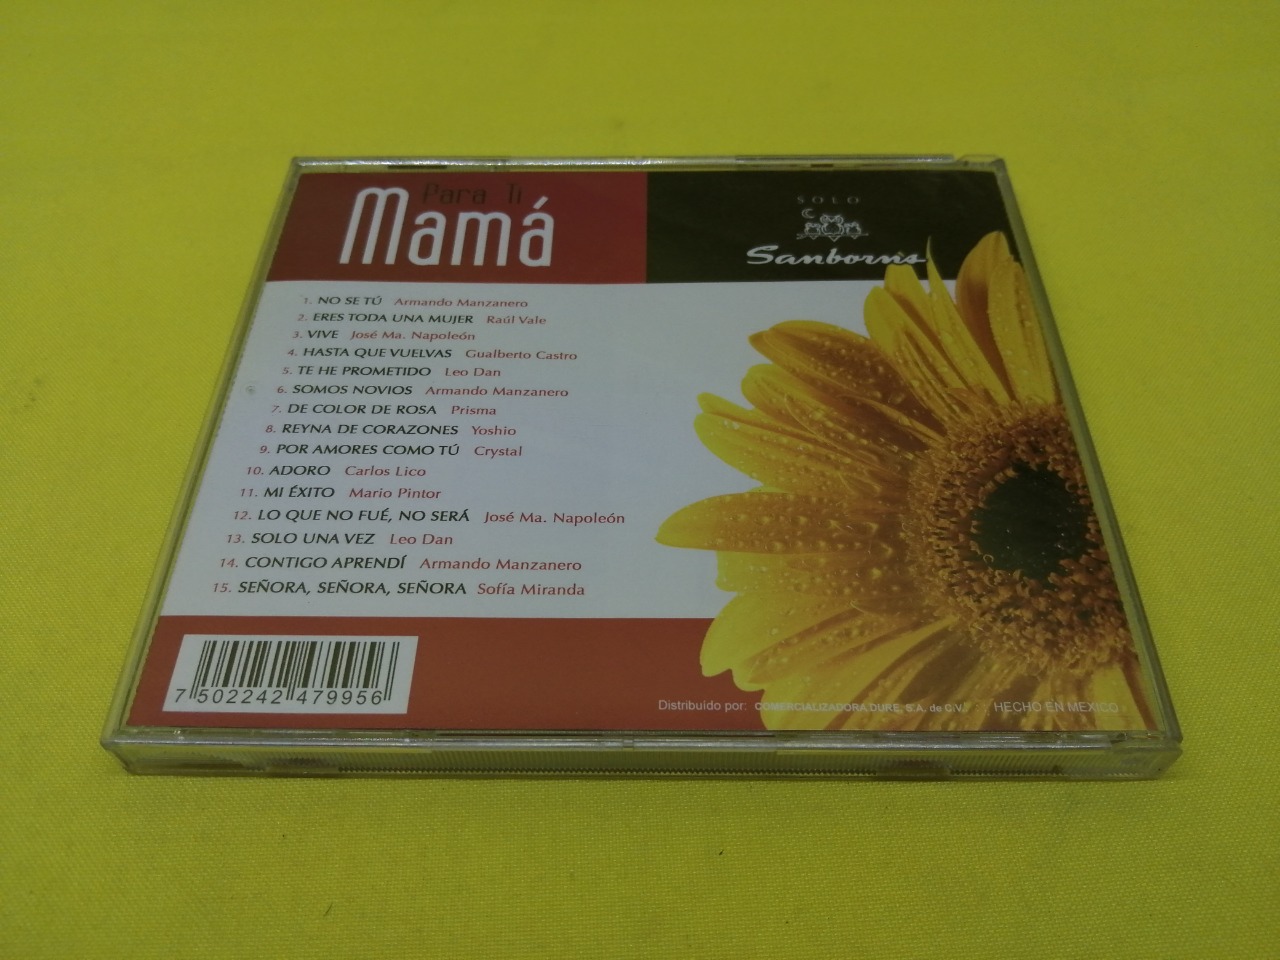 Para Ti
Mamá
SOLO
Sanborn's
1. NO SE TÚ Armando Manzanero
2. ERES TODA UNA MUJER Raúl Vale
3. VIVE José Ma. Napoleón
4. HASTA QUE VUELVAS Gualberto Castro
5. TE HE PROMETIDO Leo Dan
6. SOMOS NOVIOS Armando Manzanero
7. DE COLOR DE ROSA Prisma
8. REYNA DE CORAZONES Yoshio
9. POR AMORES COMO TÚ Crystal
10. ADORO Carlos Lico
11. MI ÉXITO Mario Pintor
12. LO QUE NO FUÉ, NO SERÁ José Ma. Napoleón
13. SOLO UNA VEZ Leo Dan
14. CONTIGO APRENDÍ Armando Manzanero
15. SEÑORA, SEÑORA, SEÑORA Sofía Miranda
7 502242 479956
Distribuído por: COMERCIALIZADORA DURE, S.A. de C.V. HECHO EN MEXICO